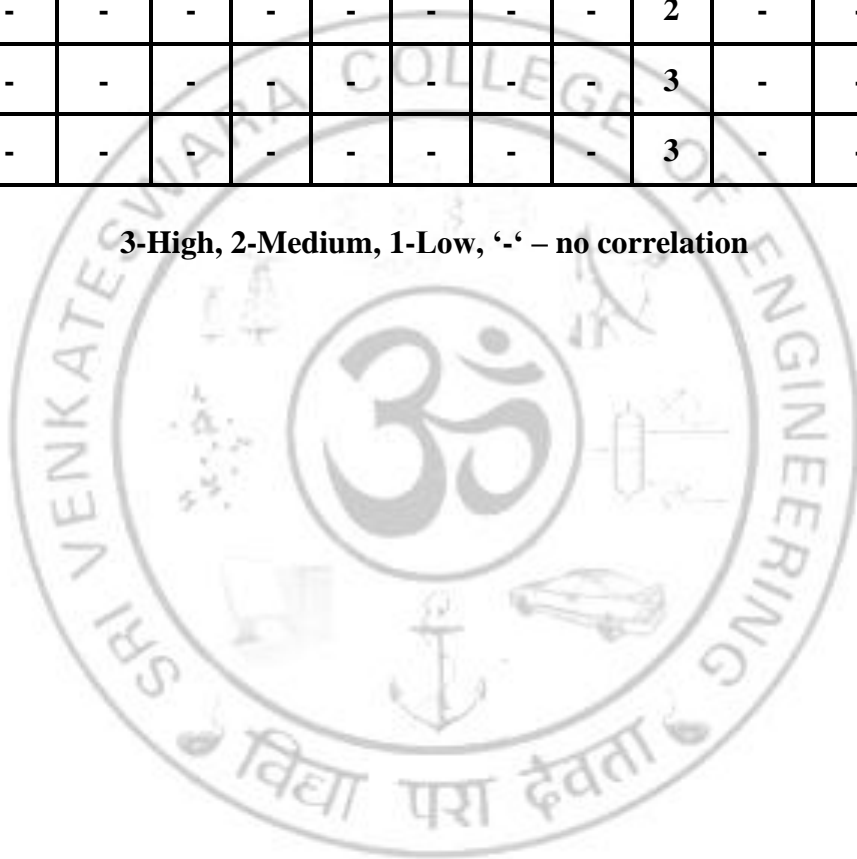 - - - - - - - - 2 - -
- - - - - - - - 3 - -
- - - - - - - - 3 - -
3-High, 2-Medium, 1-Low, ‘-‘ – no correlation
SRI VENKATESWARA COLLEGE OF ENGINEERING
ॐ
विद्या परा देवता